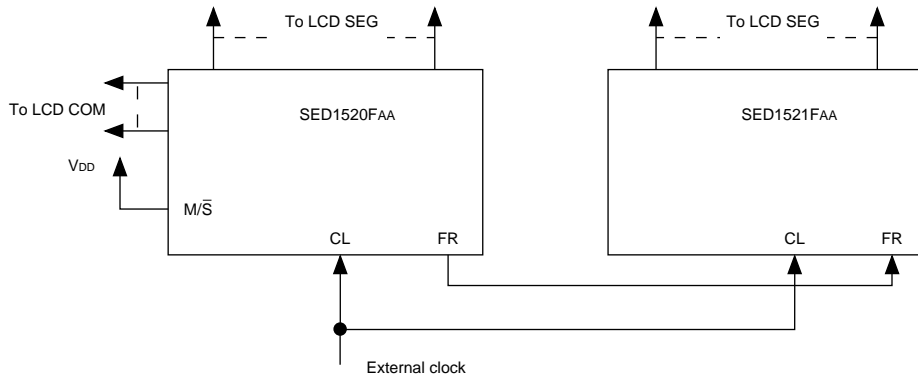 To LCD SEG
To LCD SEG
To LCD COM
SED1520FAA
SED1521FAA
VDD
M/S̅
CL
FR
CL
FR
External clock